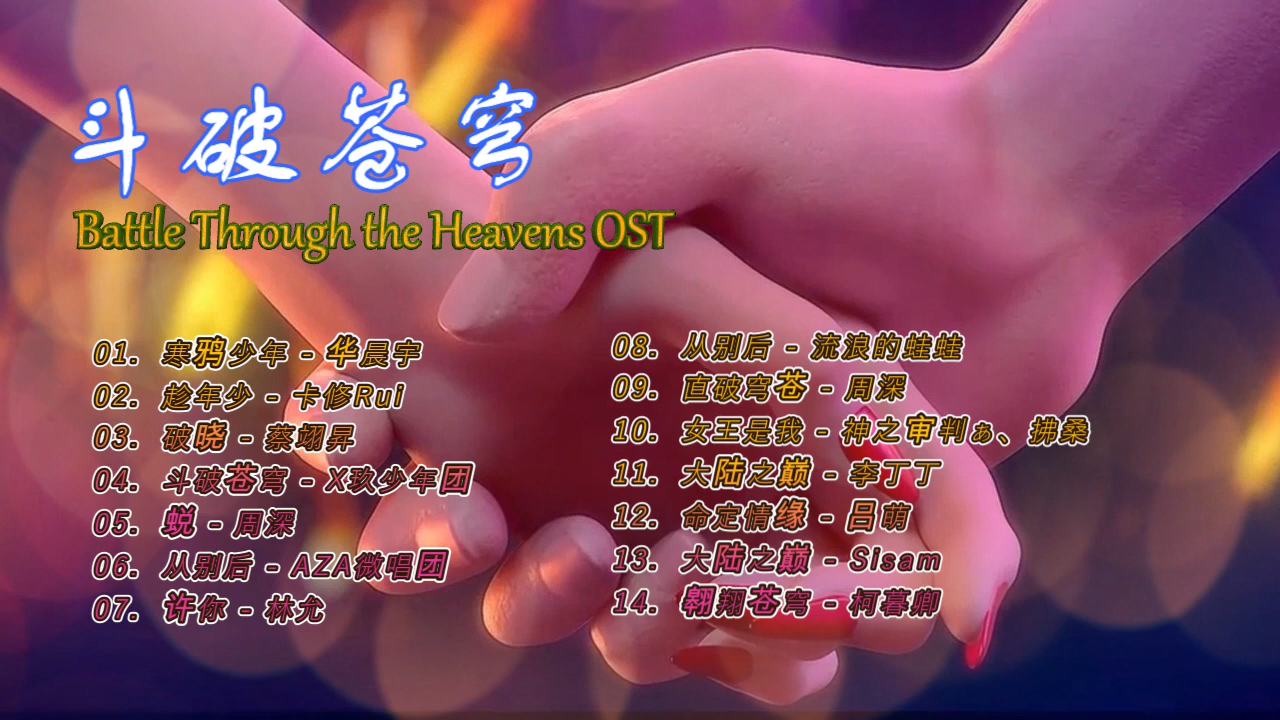 斗破苍穹
Battle Through the Heavens OST
01. 寒鸦少年 - 华晨宇
02. 趁年少 - 卡修Rui
03. 破晓 - 蔡翊昇
04. 斗破苍穹 - X玖少年团
05. 蜕 - 周深
06. 从别后 - AZA微唱团
07. 许你 - 林允
08. 从别后 - 流浪的蛙蛙
09. 直破穹苍 - 周深
10. 女王是我 - 神之审判ぁ、拂桑
11. 大陆之巅 - 李丁丁
12. 命定情缘 - 吕萌
13. 大陆之巅 - Sisam
14. 翱翔苍穹 - 柯暮卿